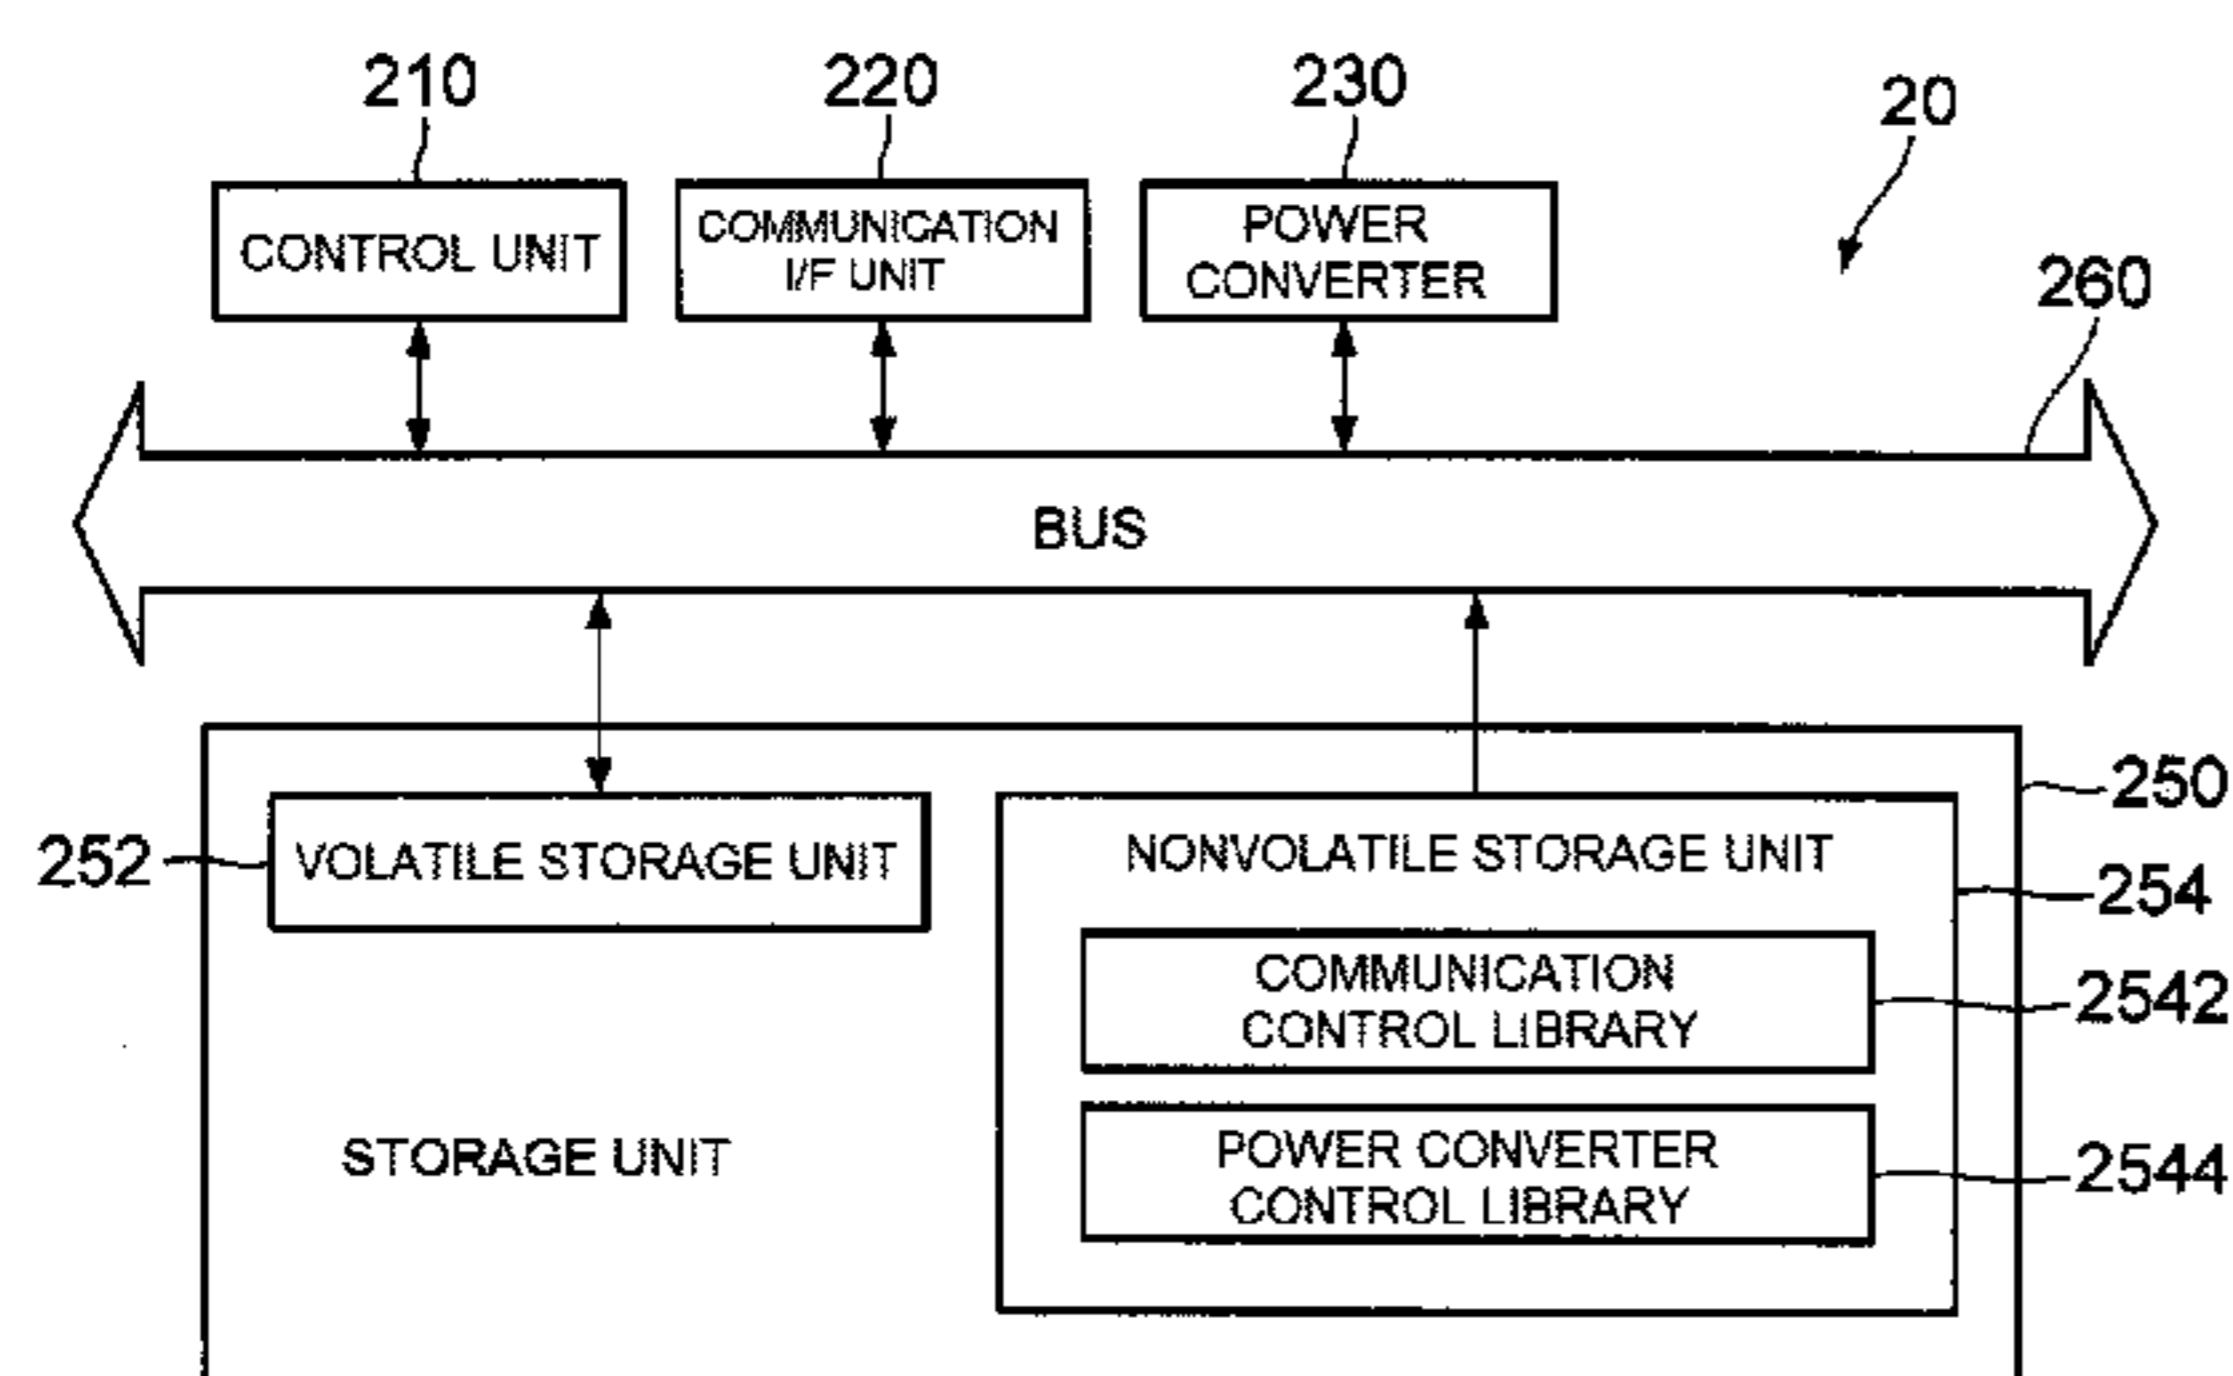 210
220
230
20
CONTROL UNIT
COMMUNICATION
I/F UNIT
POWER
CONVERTER
260
BUS
250
252
VOLATILE STORAGE UNIT
NONVOLATILE STORAGE UNIT
254
COMMUNICATION
CONTROL LIBRARY
2542
STORAGE UNIT
POWER CONVERTER
CONTROL LIBRARY
2544